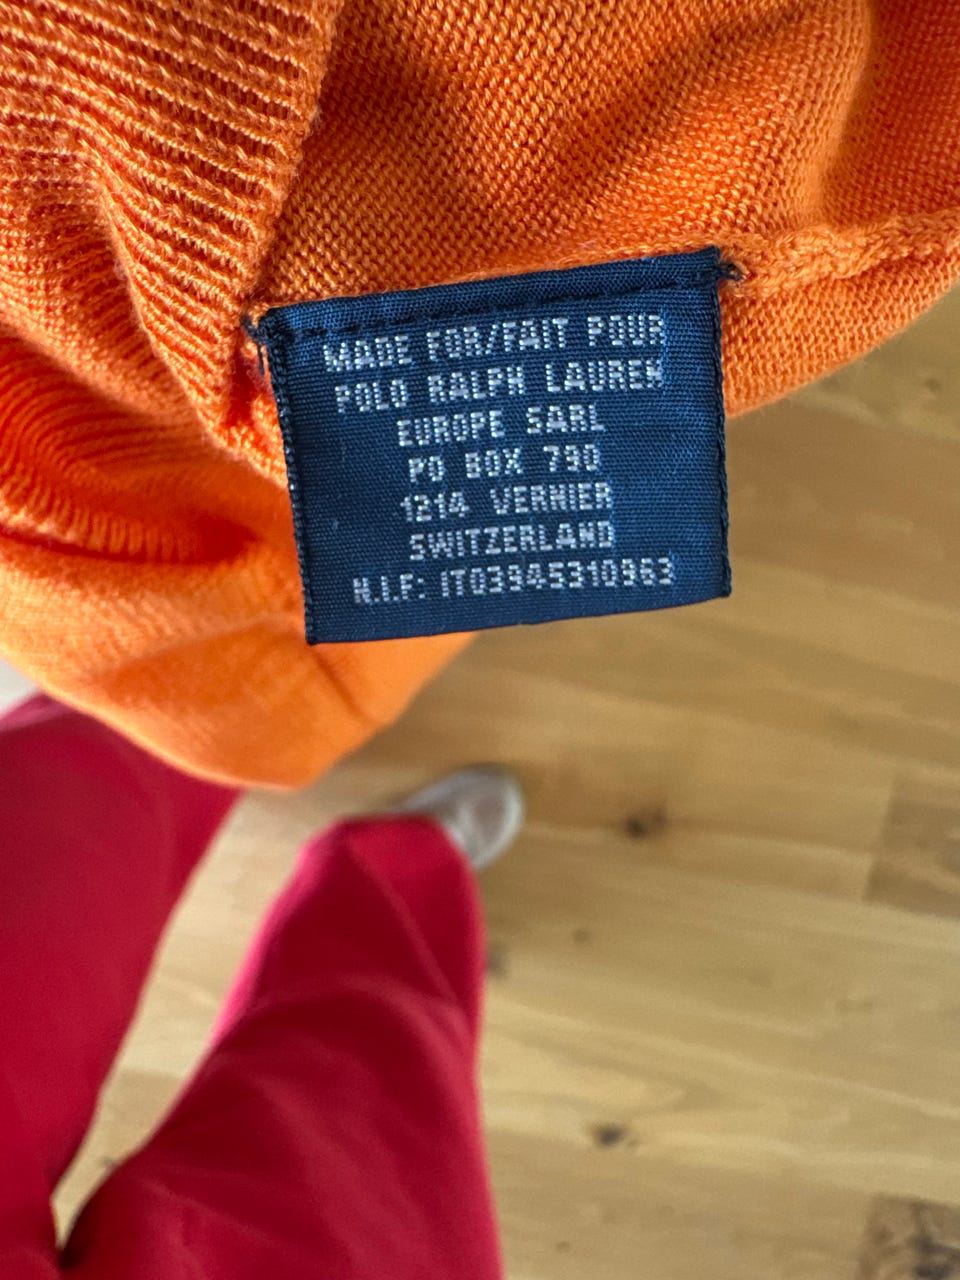 MADE FOR/FAIT POUR
POLO RALPH LAUREN
EUROPE SARL
PO BOX 790
1214 VERNIER
SWITZERLAND
N.I.F: IT03945310963